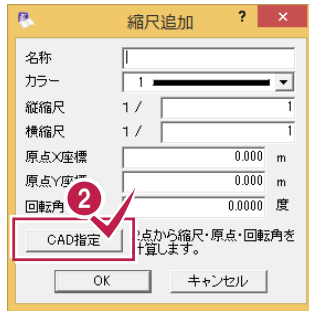 縮尺追加 ? ×
名称
カラー 1
縦縮尺 1 / 1
横縮尺 1 / 1
原点X座標 0.000 m
原点Y座標 0.000 m
回転角 0.0000 度
2
CAD指定 点から縮尺・原点・回転角を
計算します。
OK キャンセル